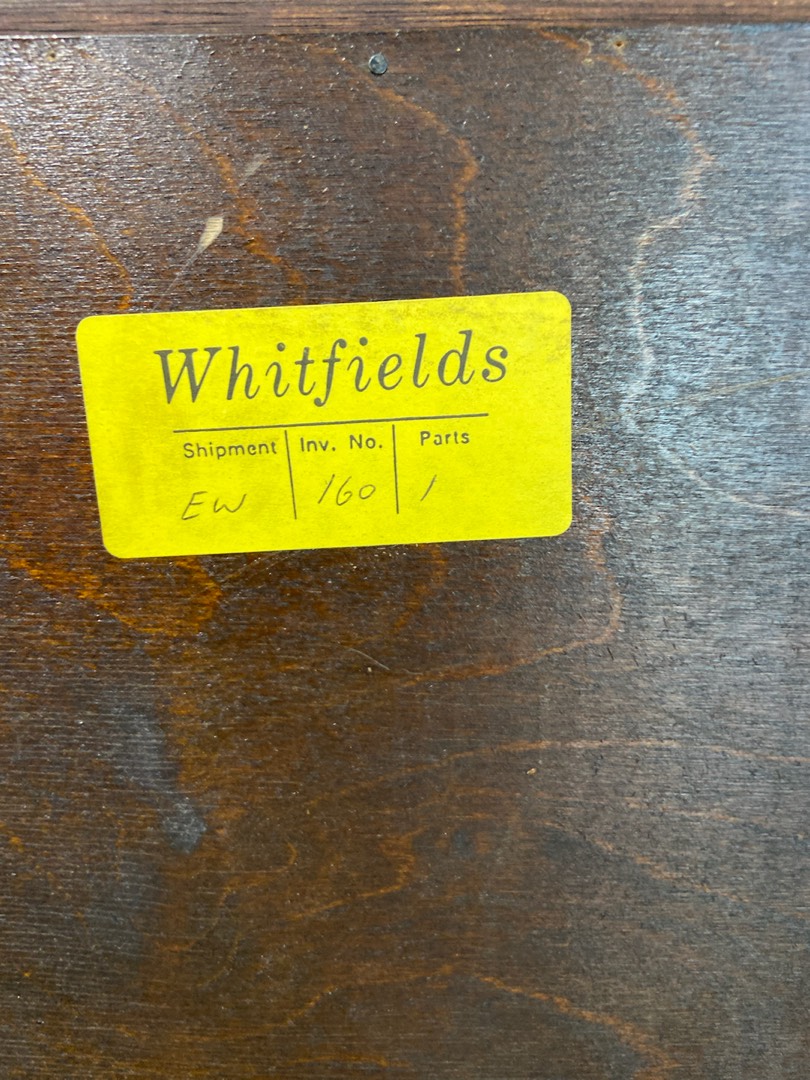 Whitfields
Shipment Inv. No. Parts
EW 160 1